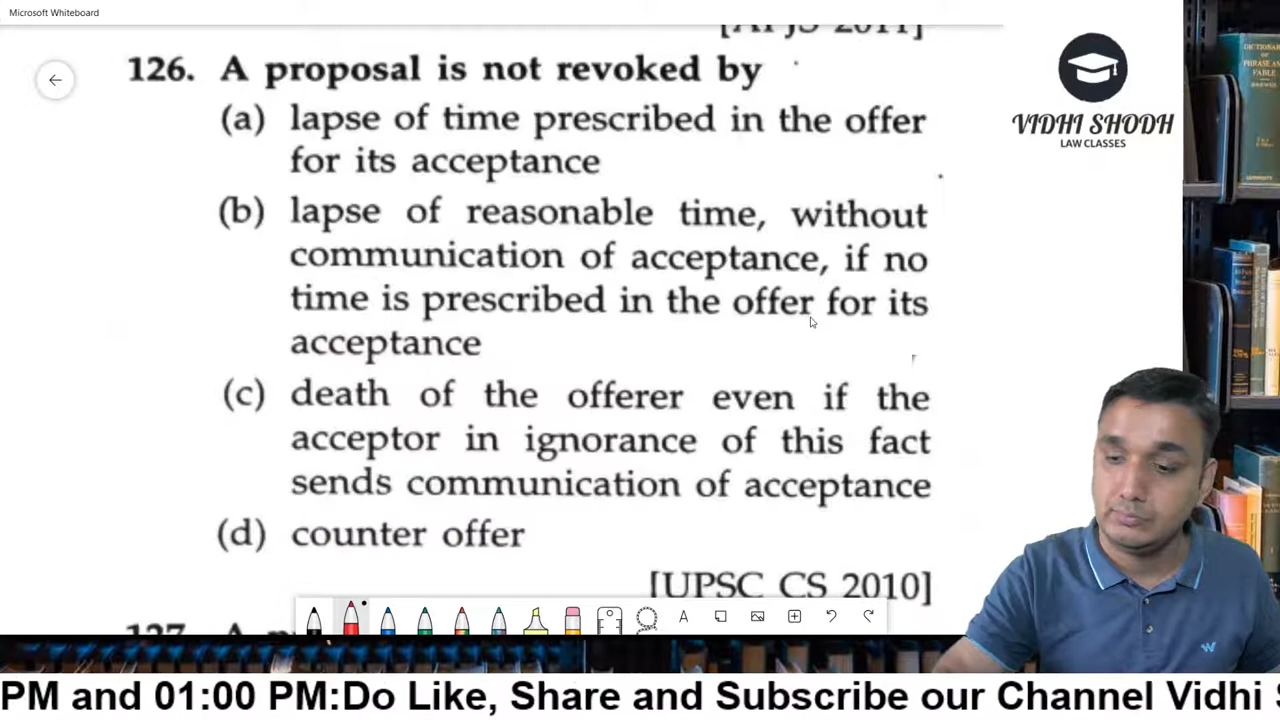 Microsoft Whiteboard
126. A proposal is not revoked by
(a) lapse of time prescribed in the offer
for its acceptance
(b) lapse of reasonable time, without
communication of acceptance, if no
time is prescribed in the offer for its
acceptance
(c) death of the offerer even if the
acceptor in ignorance of this fact
sends communication of acceptance
(d) counter offer
[UPSC CS 2010]
VIDHI SHODH
LAW CLASSES
PM and 01:00 PM:Do Like, Share and Subscribe our Channel Vidhi S